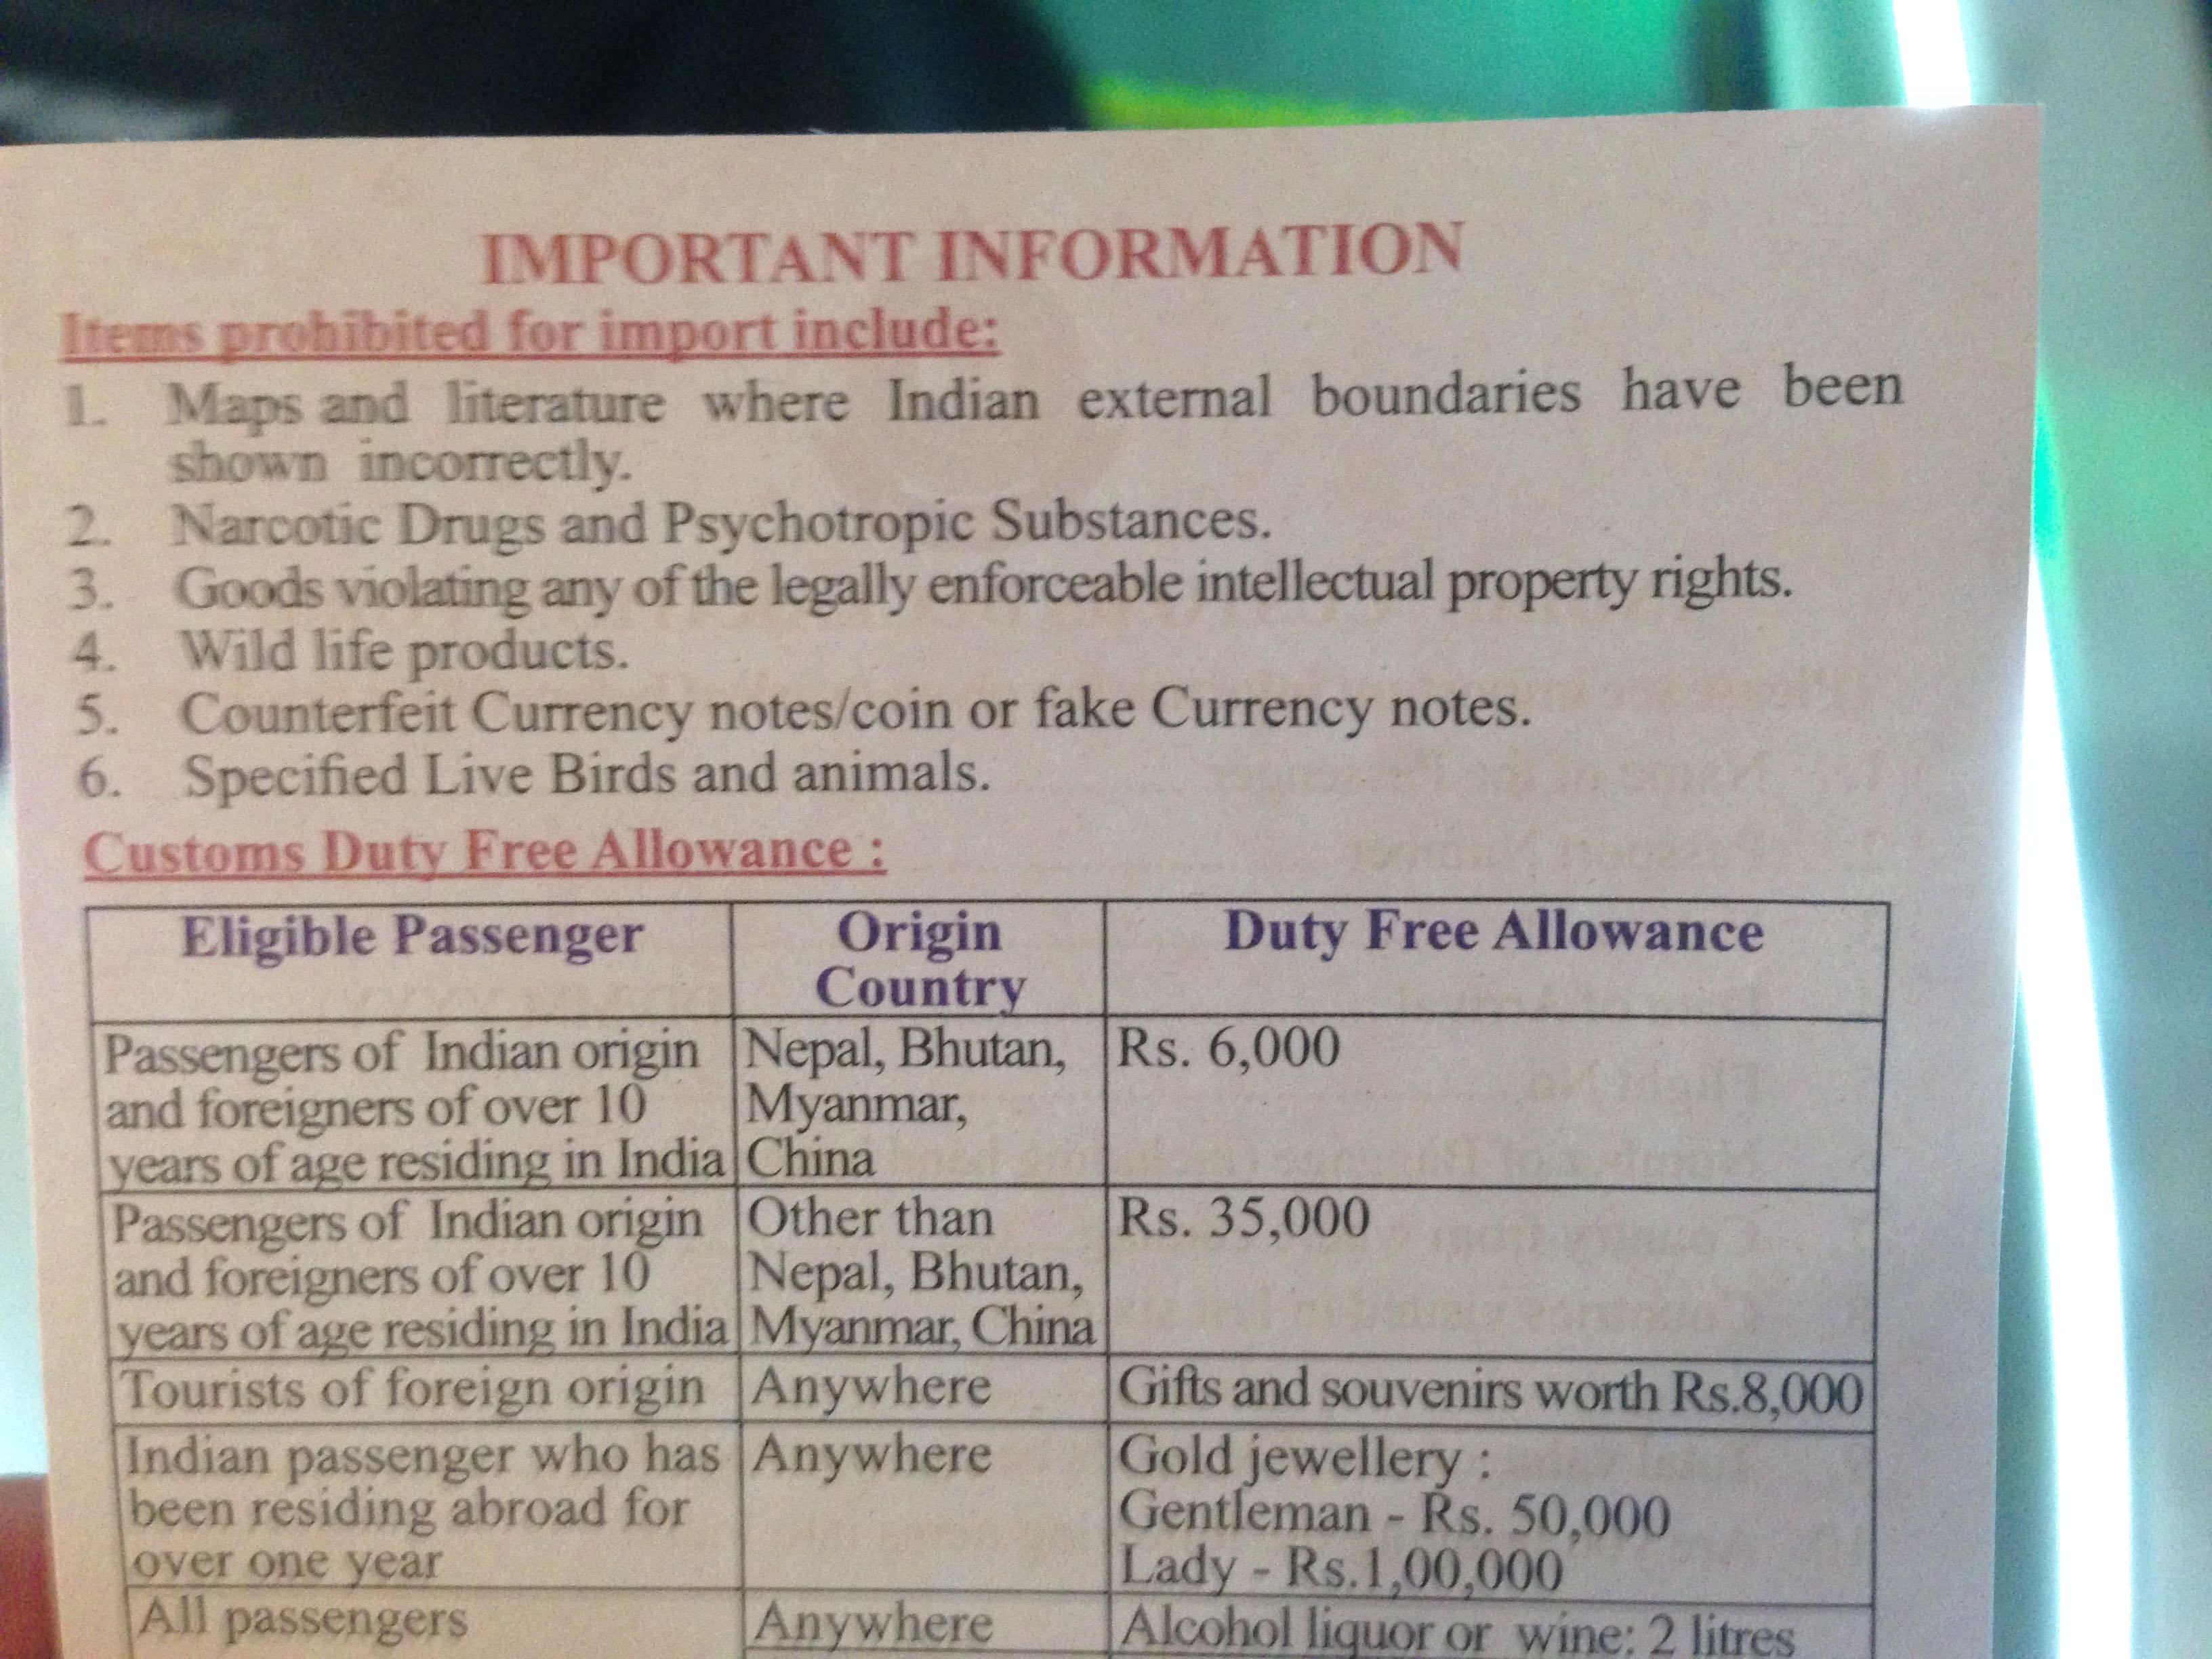 IMPORTANT INFORMATION
Items prohibited for import include:
1. Maps and literature where Indian external boundaries have been
shown incorrectly.
2. Narcotic Drugs and Psychotropic Substances.
3. Goods violating any of the legally enforceable intellectual property rights.
4. Wild life products.
5. Counterfeit Currency notes/coin or fake Currency notes.
6. Specified Live Birds and animals.
Customs Duty Free Allowance :
Eligible Passenger Origin Duty Free Allowance
Country
Passengers of Indian origin Nepal, Bhutan, Rs. 6,000
and foreigners of over 10 Myanmar,
years of age residing in India China
Passengers of Indian origin Other than Rs. 35,000
and foreigners of over 10 Nepal, Bhutan,
years of age residing in India Myanmar, China
Tourists of foreign origin Anywhere Gifts and souvenirs worth Rs.8,000
Indian passenger who has Anywhere Gold jewellery :
been residing abroad for Gentleman - Rs. 50,000
over one year Lady - Rs.1,00,000
All passengers Anywhere Alcohol liquor or wine: 2 litres